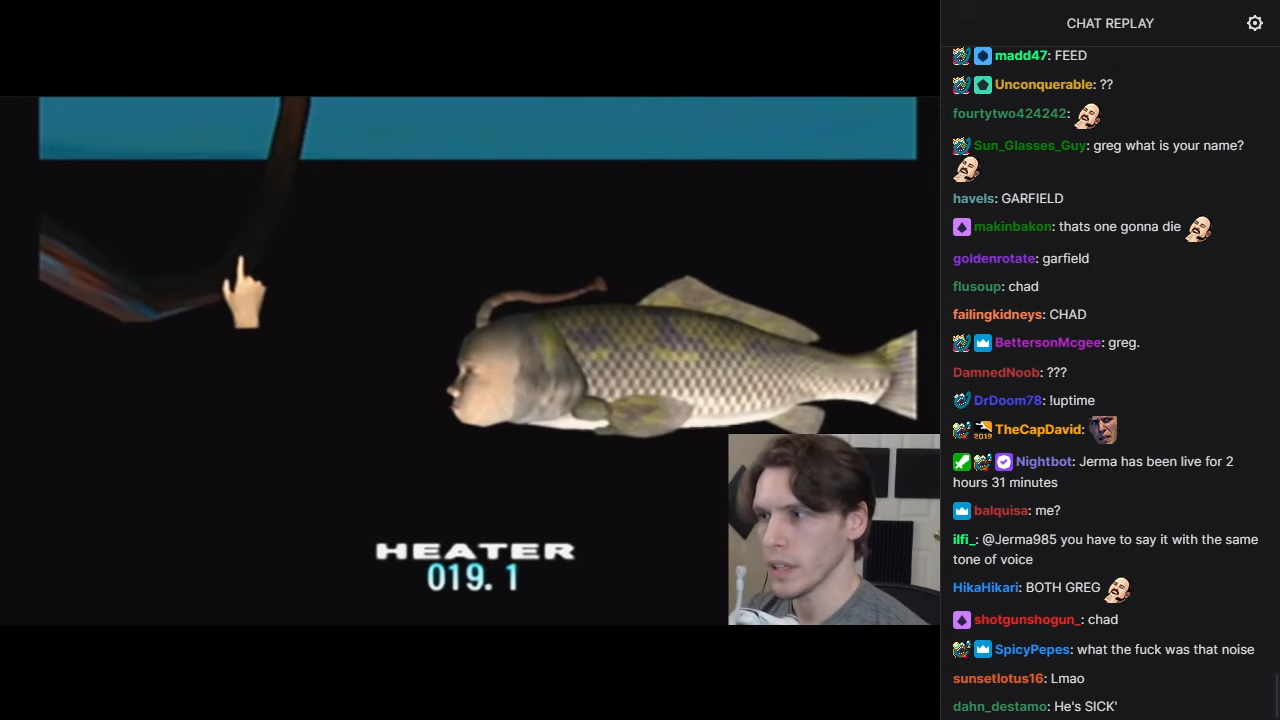 CHAT REPLAY
madd47: FEED
Unconquerable: ??
fourtytwo424242:
Sun_Glasses_Guy: greg what is your name?
havels: GARFIELD
makinbakon: thats one gonna die
goldenrotate: garfield
flusoup: chad
failingkidneys: CHAD
BettersonMcgee: greg.
DamnedNoob: ???
DrDoom78: !uptime
2019 TheCapDavid:
Nightbot: Jerma has been live for 2
hours 31 minutes
balquisa: me?
ilfi_: @Jerma985 you have to say it with the same
tone of voice
HikaHikari: BOTH GREG
shotgunshogun_: chad
SpicyPepes: what the fuck was that noise
sunsetlotus16: Lmao
dahn_destamo: He's SICK'
HEATER
019. 1